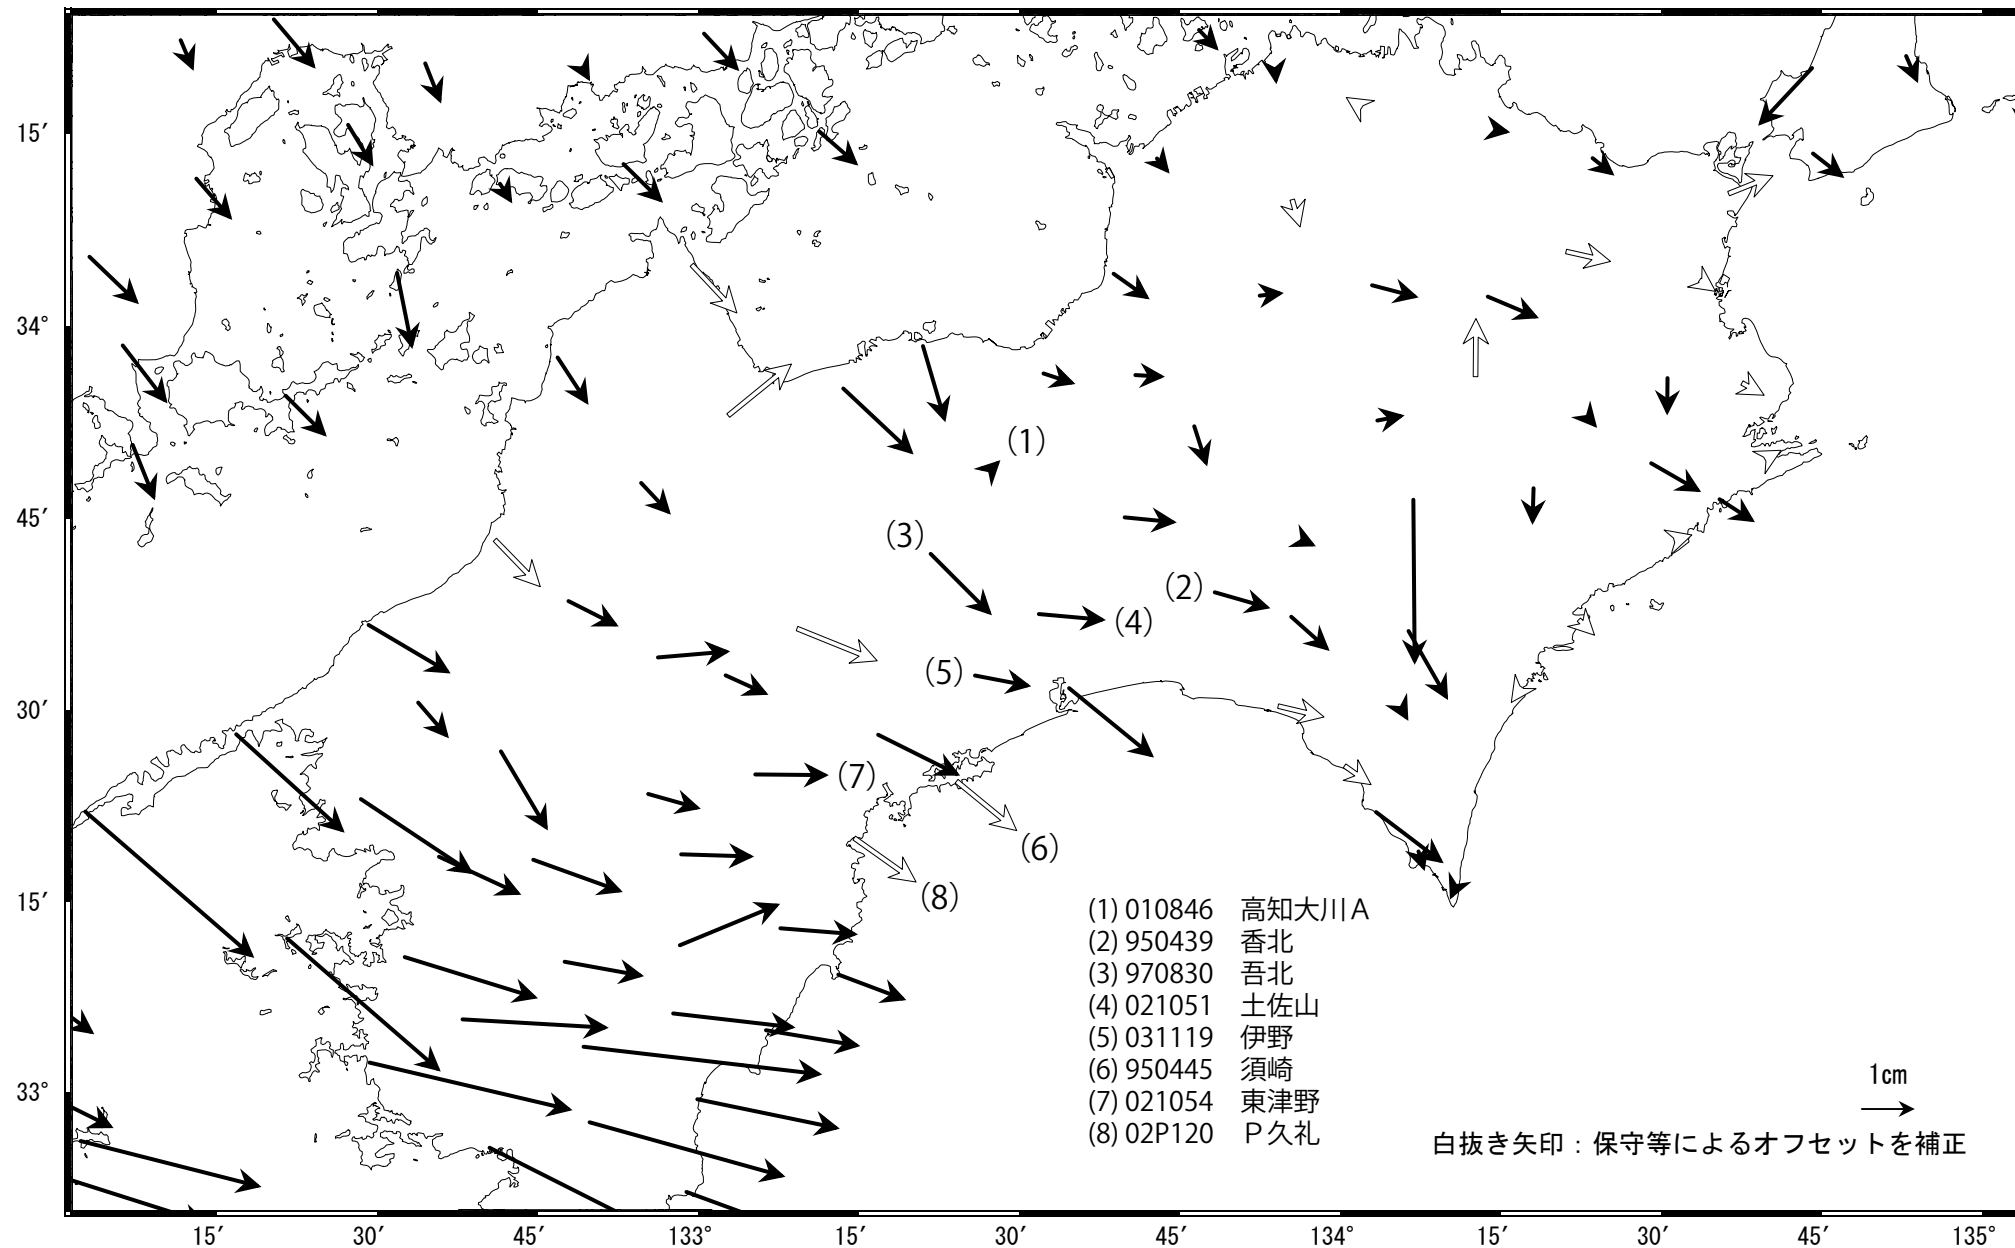 15′
34°
(1)
45′
(3)
(2)
(4)
(5)
30′
(7)
(6)
15′
(8)
(1) 010846 高知大川A
(2) 950439 香北
(3) 970830 吾北
(4) 021051 土佐山
(5) 031119 伊野
(6) 950445 須崎
(7) 021054 東津野
(8) 02P120 P久礼
33°
1cm
白抜き矢印：保守等によるオフセットを補正
15′ 30′ 45′ 133° 15′ 30′ 45′ 134° 15′ 30′ 45′ 135°